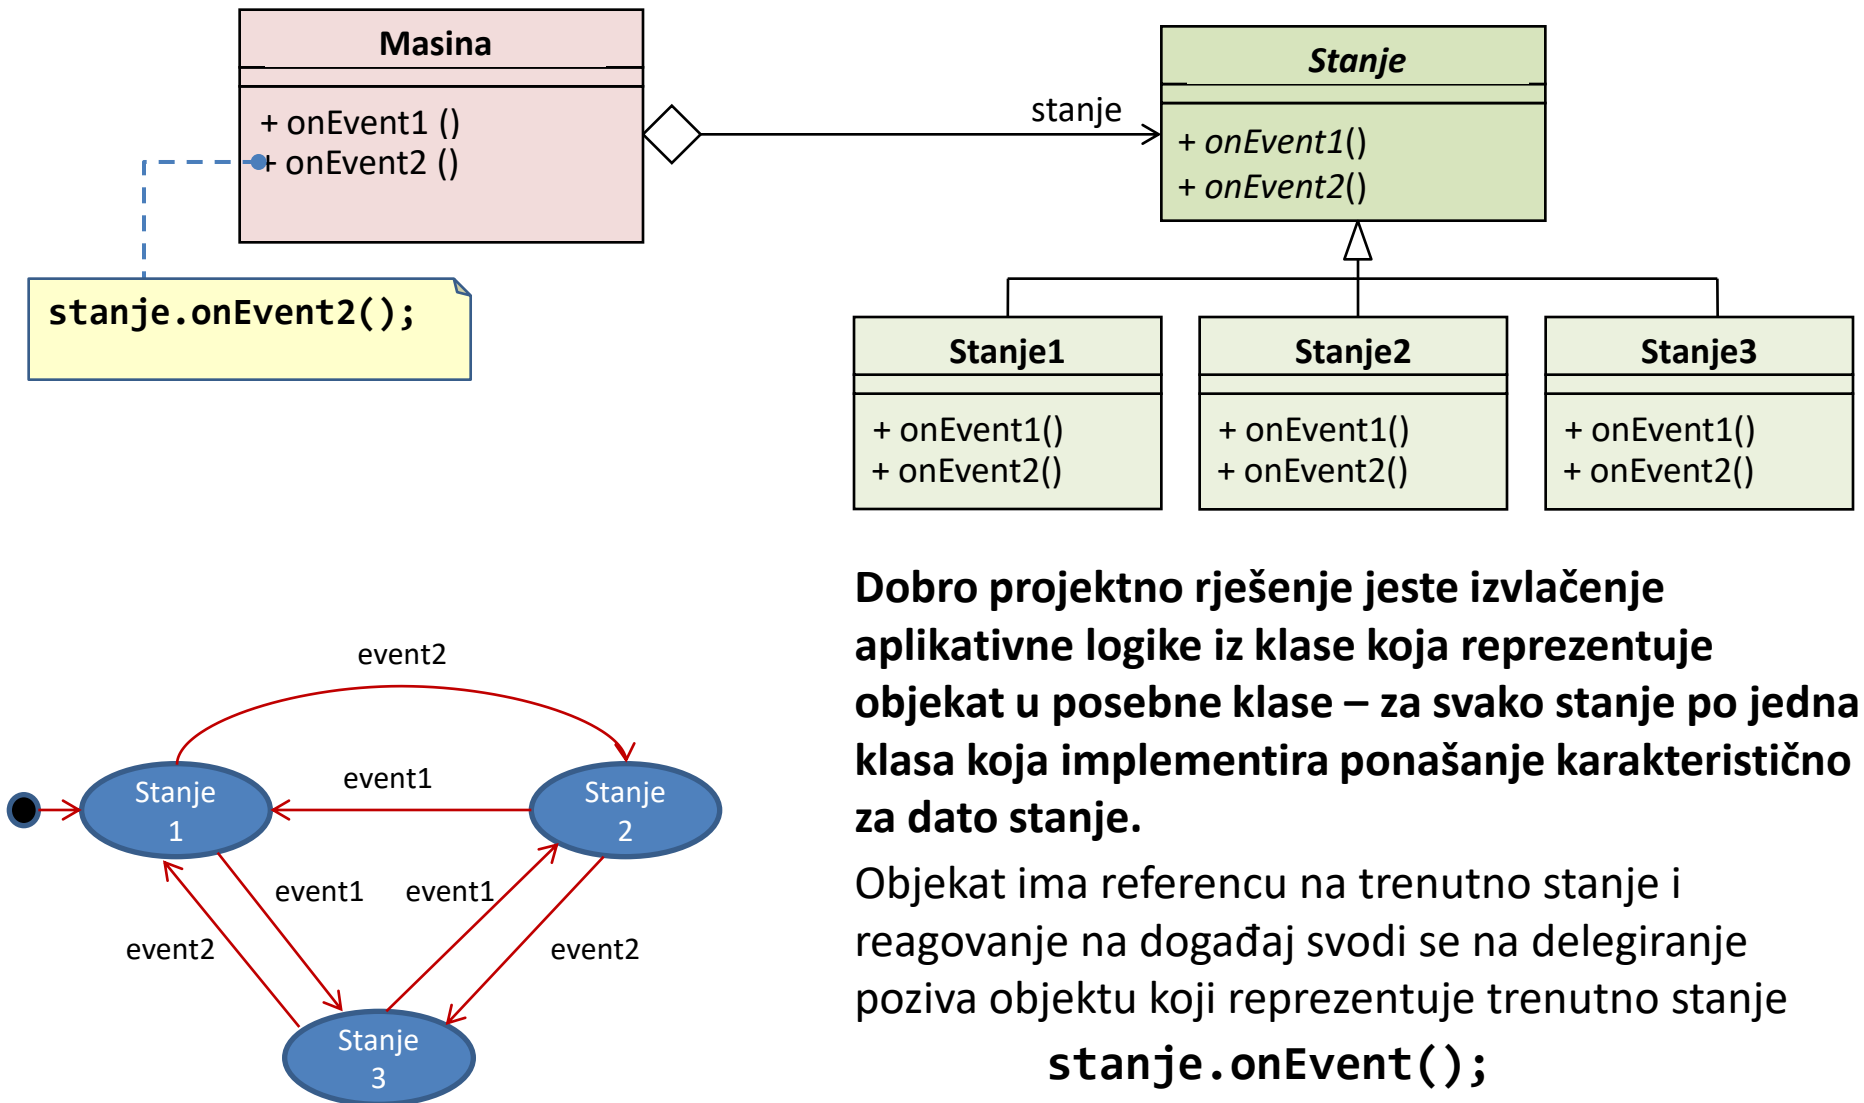 Masina
+ onEvent1 ()
+ onEvent2 ()
stanje.onEvent2();
stanje
Stanje
+ onEvent1()
+ onEvent2()
Stanje1
+ onEvent1()
+ onEvent2()
Stanje2
+ onEvent1()
+ onEvent2()
Stanje3
+ onEvent1()
+ onEvent2()
event2
Stanje
1
event1
Stanje
2
event1
event1
event2
event2
Stanje
3
Dobro projektno rješenje jeste izvlačenje
aplikativne logike iz klase koja reprezentuje
objekat u posebne klase – za svako stanje po jedna
klasa koja implementira ponašanje karakteristično
za dato stanje.
Objekat ima referencu na trenutno stanje i
reagovanje na događaj svodi se na delegiranje
poziva objektu koji reprezentuje trenutno stanje
stanje.onEvent();